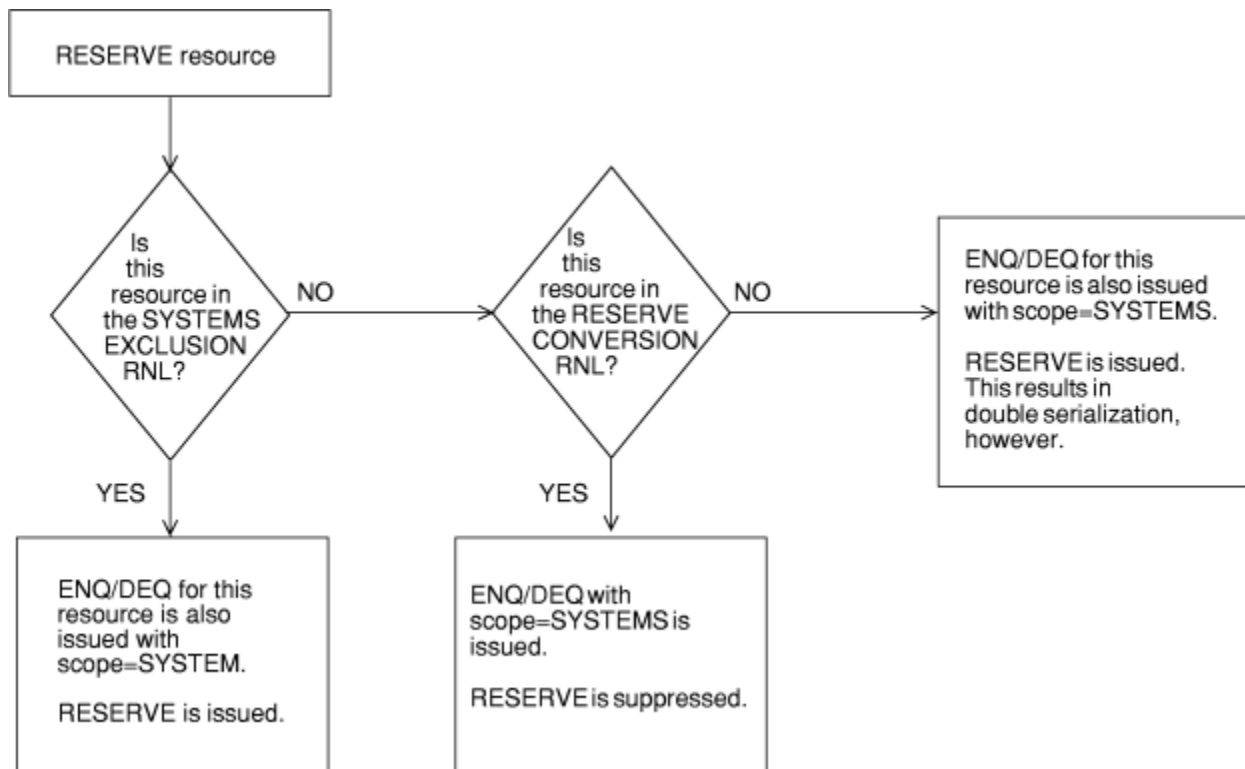 RESERVE resource
Is
this
resource in
the SYSTEMS
EXCLUSION
RNL?
NO
YES
ENQ/DEQ for this
resource is also
issued with
scope=SYSTEM.
RESERVE is issued.
Is
this
resource in
the RESERVE
CONVERSION
RNL?
NO
YES
ENQ/DEQ with
scope=SYSTEMS is
issued.
RESERVE is suppressed.
ENQ/DEQ for this
resource is also issued
with scope=SYSTEMS.
RESERVE is issued.
This results in
double serialization,
however.